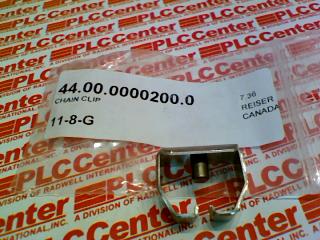 44.00.0000200.0
CHAIN CLIP
11-8-G
7.36
REISER
CANADA
PLCCenter
A DIVISION OF RADWELL INTERNATIONAL, INC.